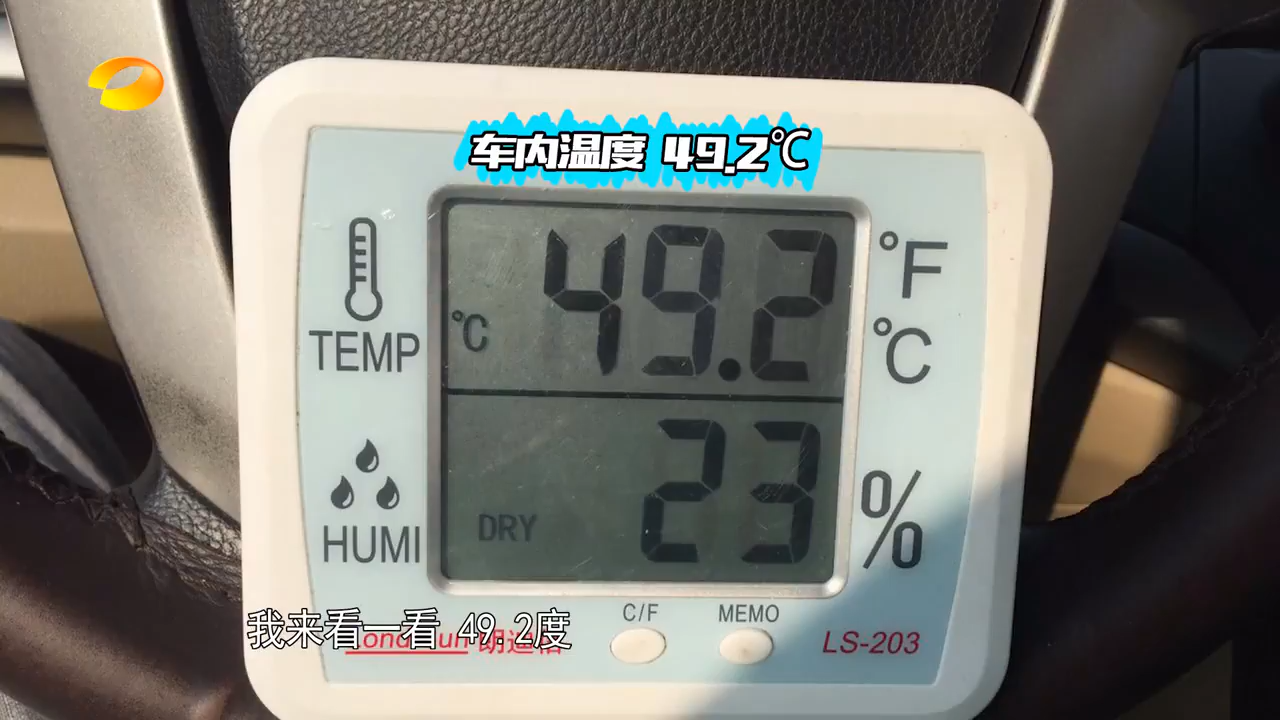 车内温度 49.2℃
49.2
°C
°F
°C
TEMP
23
DRY
%
HUMI
C/F
MEMO
我来看一看 49.2度
LS-203